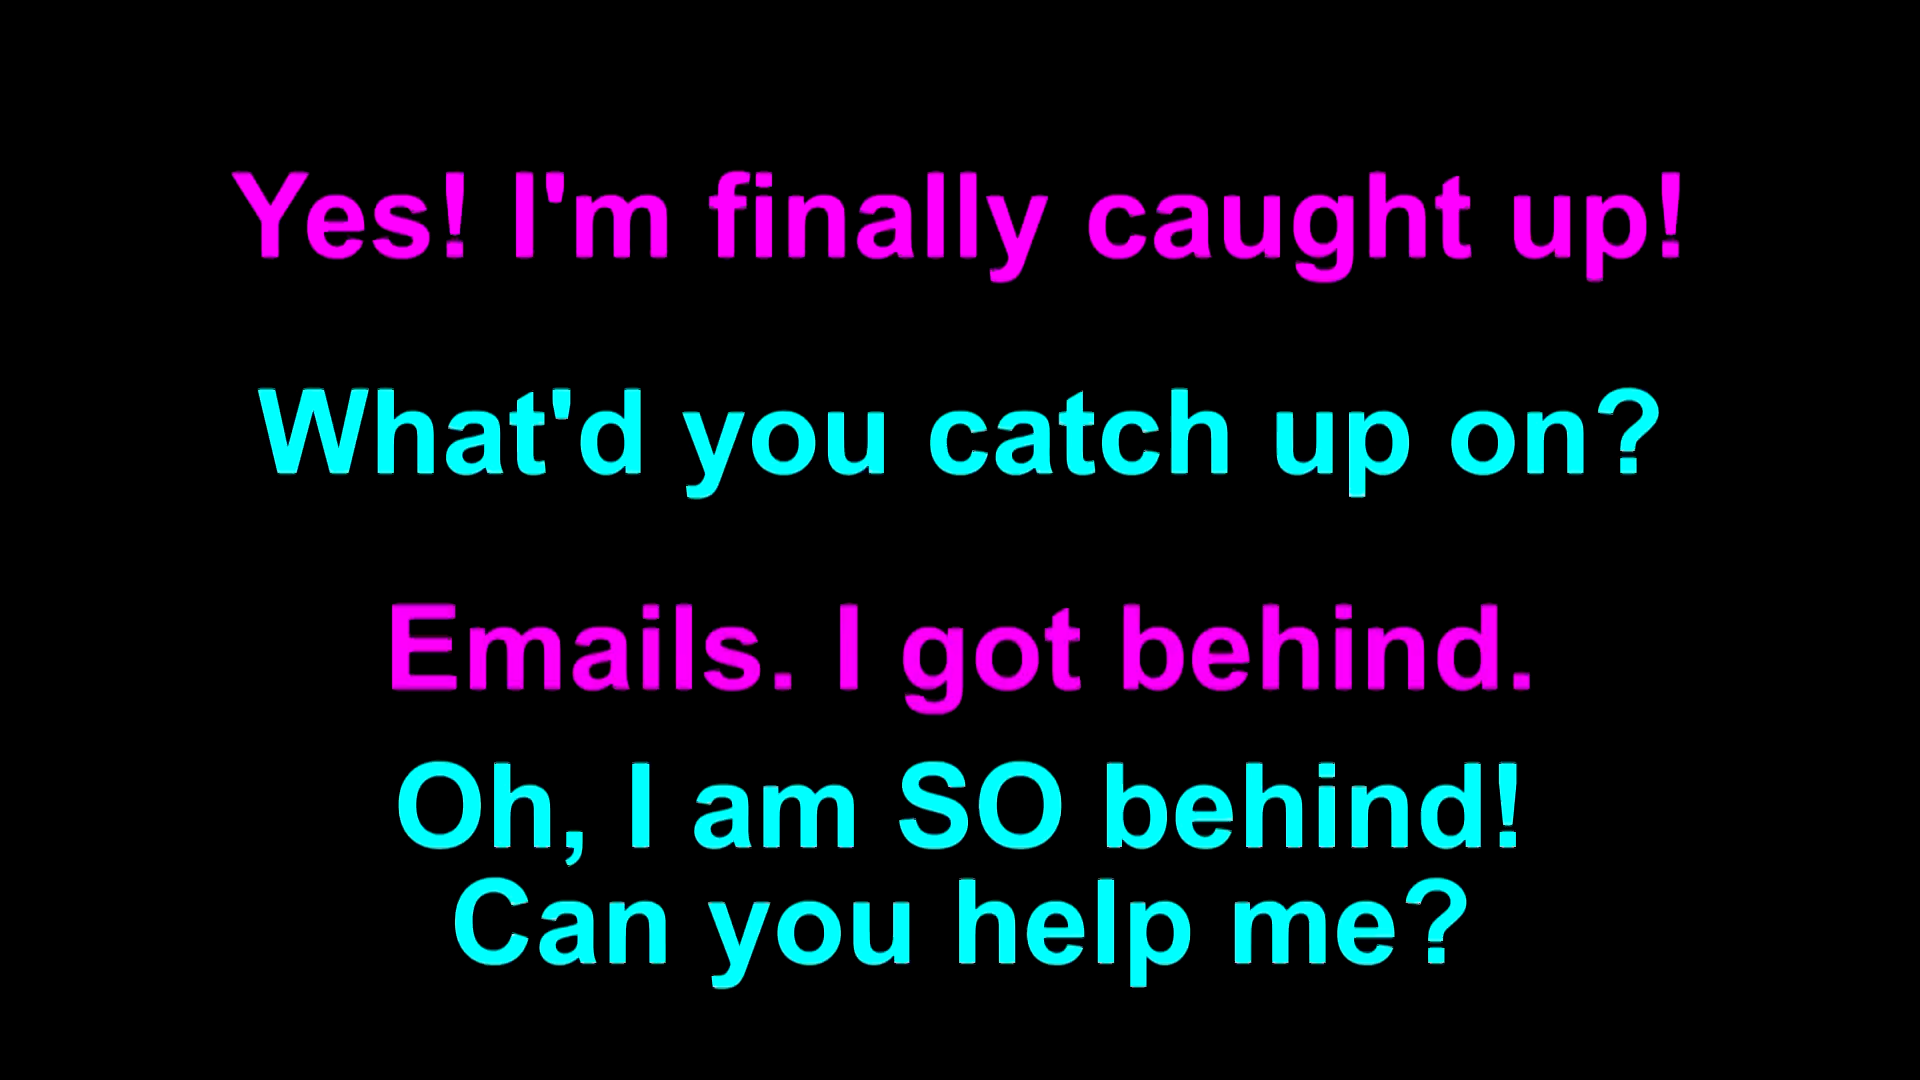 Yes! I'm finally caught up!
What'd you catch up on?
Emails. I got behind.
Oh, I am SO behind!
Can you help me?